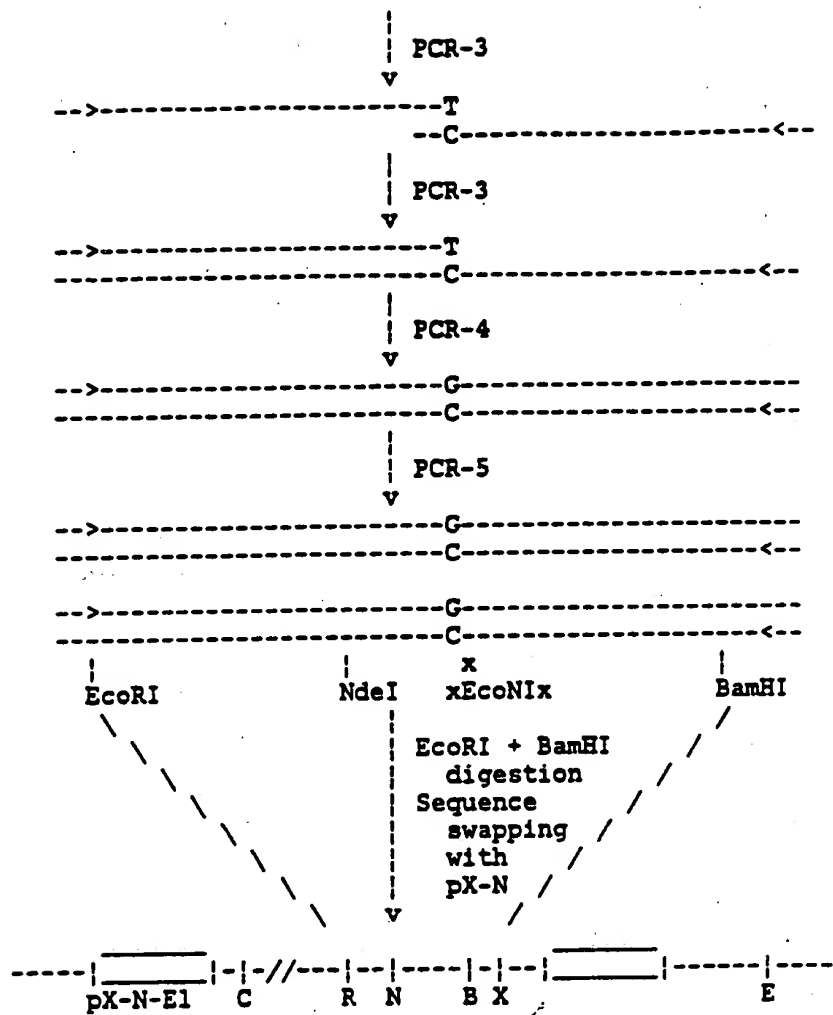 PCR-3
T
C
PCR-3
T
C
PCR-4
G
C
PCR-5
G
C
G
C
x
EcoRI NdeI xEcoNIx BamHI
EcoRI + BamHI
digestion
Sequence
swapping
with
pX-N
pX-N-E1 C R N B X E